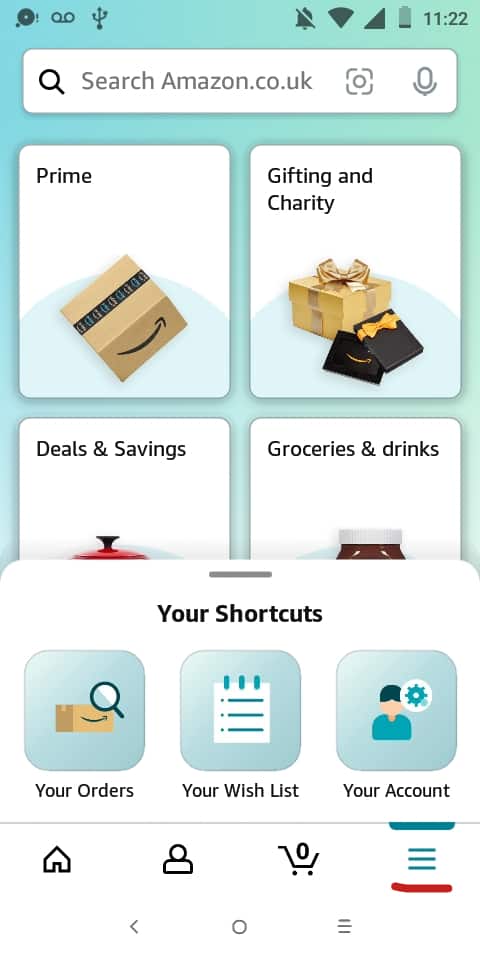 11:22
Search Amazon.co.uk
Prime
Gifting and
Charity
Deals & Savings
Groceries & drinks
Your Shortcuts
Your Orders
Your Wish List
Your Account
0